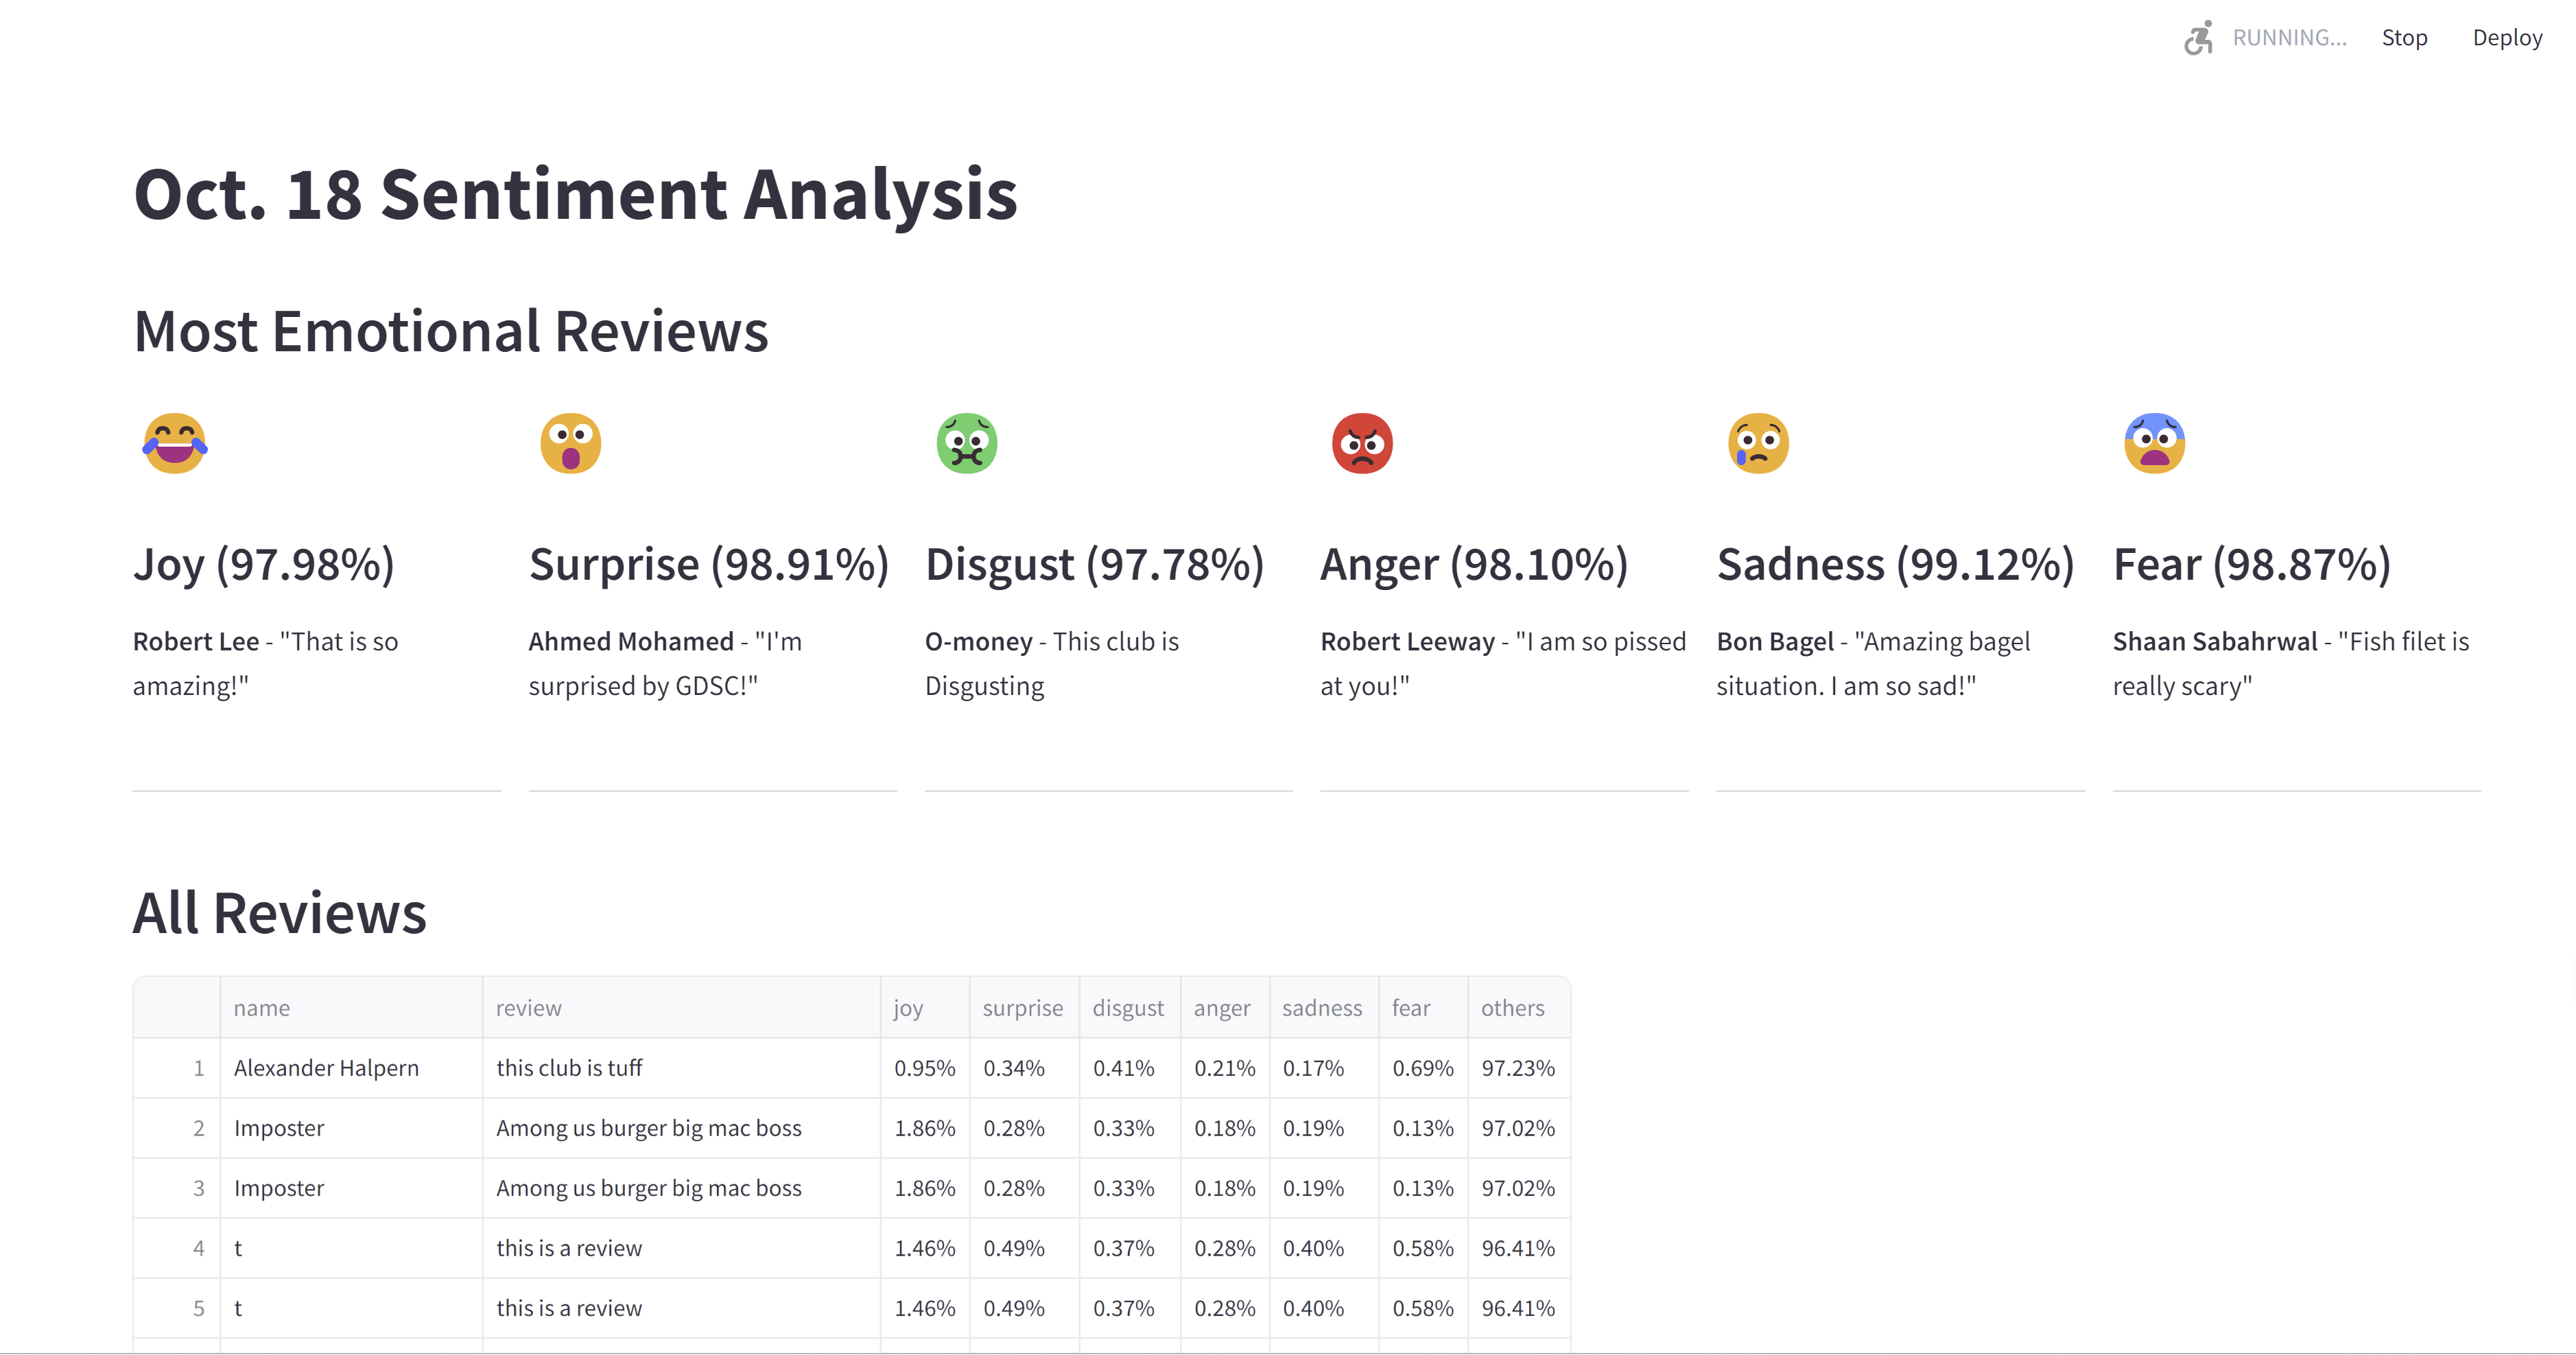 RUNNING... Stop Deploy
Oct. 18 Sentiment Analysis
Most Emotional Reviews
Joy (97.98%) Surprise (98.91%) Disgust (97.78%) Anger (98.10%) Sadness (99.12%) Fear (98.87%)
Robert Lee - "That is so
amazing!"
Ahmed Mohamed - "I'm
surprised by GDSC!"
O-money - This club is
Disgusting
Robert Leeway - "I am so pissed
at you!"
Bon Bagel - "Amazing bagel
situation. I am so sad!"
Shaan Sabahrwal - "Fish filet is
really scary"
All Reviews
name review joy surprise disgust anger sadness fear others
1 Alexander Halpern this club is tuff 0.95% 0.34% 0.41% 0.21% 0.17% 0.69% 97.23%
2 Imposter Among us burger big mac boss 1.86% 0.28% 0.33% 0.18% 0.19% 0.13% 97.02%
3 Imposter Among us burger big mac boss 1.86% 0.28% 0.33% 0.18% 0.19% 0.13% 97.02%
4 t this is a review 1.46% 0.49% 0.37% 0.28% 0.40% 0.58% 96.41%
5 t this is a review 1.46% 0.49% 0.37% 0.28% 0.40% 0.58% 96.41%